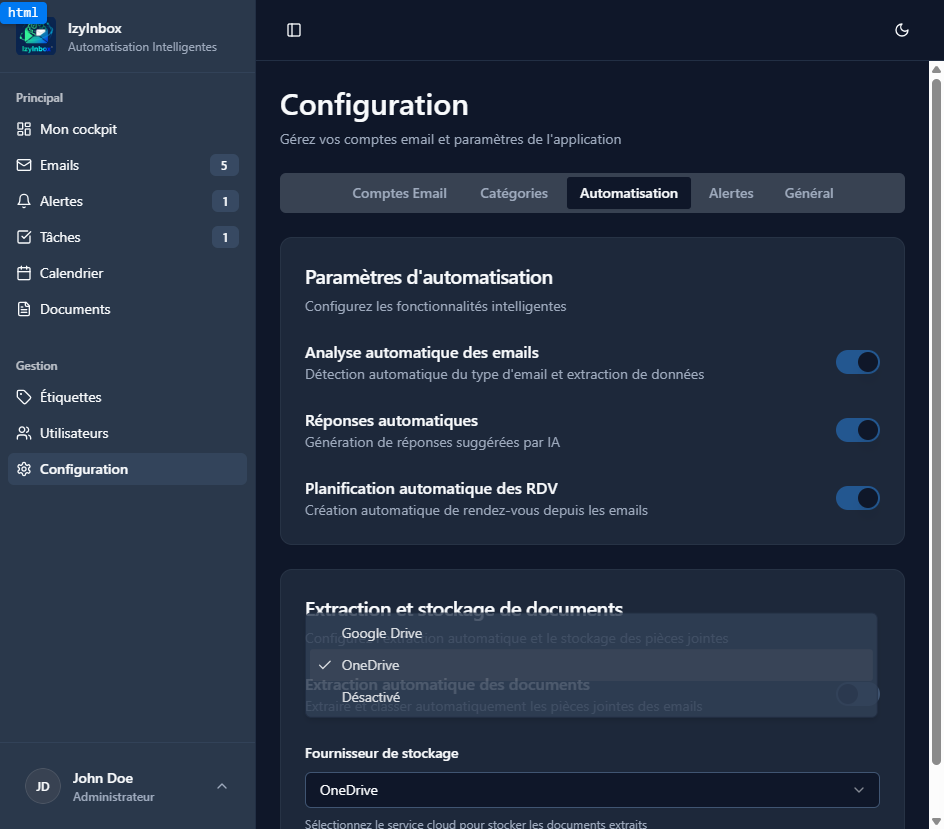 html
IzyInbox
IzyInbox
Automatisation Intelligentes
Principal
Mon cockpit
Emails
5
Alertes
1
Tâches
1
Calendrier
Documents
Gestion
Étiquettes
Utilisateurs
Configuration
JD
John Doe
Administrateur
Configuration
Gérez vos comptes email et paramètres de l'application
Comptes Email
Catégories
Automatisation
Alertes
Général
Paramètres d'automatisation
Configurez les fonctionnalités intelligentes
Analyse automatique des emails
Détection automatique du type d'email et extraction de données
Réponses automatiques
Génération de réponses suggérées par IA
Planification automatique des RDV
Création automatique de rendez-vous depuis les emails
Extraction et stockage de documents
Google Drive
Configurez l'extraction automatique et le stockage des pièces jointes
OneDrive
Extraction automatique des documents
Désactivé
Extraire et classer automatiquement les pièces jointes des emails
Fournisseur de stockage
OneDrive
Sélectionnez le service cloud pour stocker les documents extraits